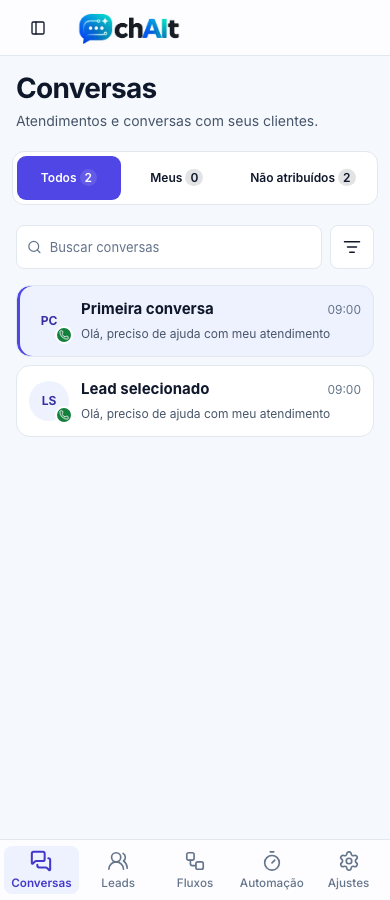 chAIt
Conversas
Atendimentos e conversas com seus clientes.
Todos 2 Meus 0 Não atribuídos 2
Buscar conversas
PC Primeira conversa 09:00
Olá, preciso de ajuda com meu atendimento
LS Lead selecionado 09:00
Olá, preciso de ajuda com meu atendimento
Conversas Leads Fluxos Automação Ajustes